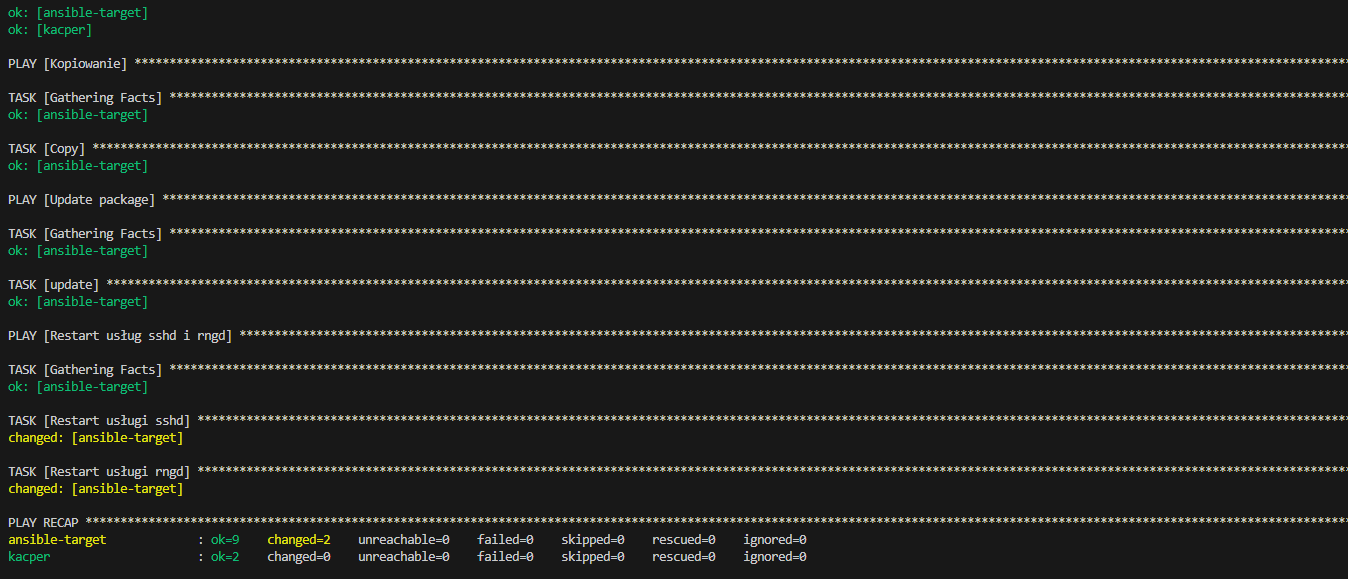 ok: [ansible-target]
ok: [kacper]
PLAY [Kopiowanie] ****************************************************************************************************************************************************************************
TASK [Gathering Facts] ***********************************************************************************************************************************************************************
ok: [ansible-target]
TASK [Copy] **********************************************************************************************************************************************************************************
ok: [ansible-target]
PLAY [Update package] ************************************************************************************************************************************************************************
TASK [Gathering Facts] ***********************************************************************************************************************************************************************
ok: [ansible-target]
TASK [update] ********************************************************************************************************************************************************************************
ok: [ansible-target]
PLAY [Restart usług sshd i rngd] *************************************************************************************************************************************************************
TASK [Gathering Facts] ***********************************************************************************************************************************************************************
ok: [ansible-target]
TASK [Restart usługi sshd] *******************************************************************************************************************************************************************
changed: [ansible-target]
TASK [Restart usługi rngd] *******************************************************************************************************************************************************************
changed: [ansible-target]
PLAY RECAP ***********************************************************************************************************************************************************************************
ansible-target             : ok=9    changed=2    unreachable=0    failed=0    skipped=0    rescued=0    ignored=0
kacper                     : ok=2    changed=0    unreachable=0    failed=0    skipped=0    rescued=0    ignored=0